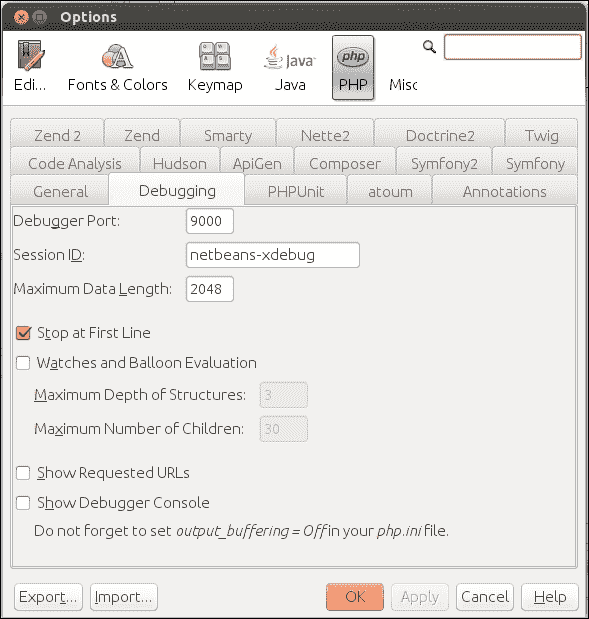 Options
Edi... Fonts & Colors Keymap Java PHP Misc
Zend 2 Zend Smarty Nette2 Doctrine2 Twig
Code Analysis Hudson ApiGen Composer Symfony2 Symfony
General Debugging PHPUnit atoum Annotations
Debugger Port: 9000
Session ID: netbeans-xdebug
Maximum Data Length: 2048
Stop at First Line
Watches and Balloon Evaluation
Maximum Depth of Structures: 3
Maximum Number of Children: 30
Show Requested URLs
Show Debugger Console
Do not forget to set output_buffering = Off in your php.ini file.
Export... Import... OK Apply Cancel Help